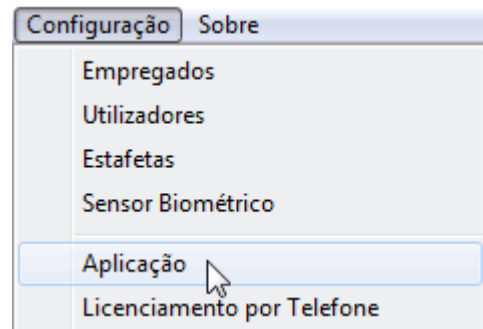 Configuração Sobre
Empregados
Utilizadores
Estafetas
Sensor Biométrico
Aplicação
Licenciamento por Telefone